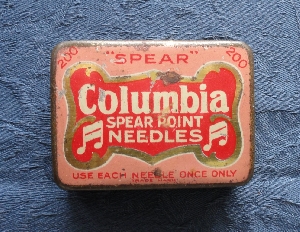 200 "SPEAR" 200
Columbia
SPEAR POINT
NEEDLES
USE EACH NEEDLE ONCE ONLY